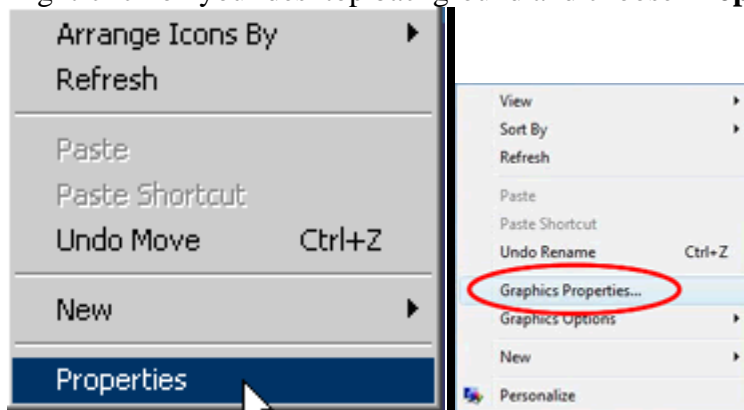 Arrange Icons By
Refresh
Paste
Paste Shortcut
Undo Move Ctrl+Z
New
Properties
View
Sort By
Refresh
Paste
Paste Shortcut
Undo Rename Ctrl+Z
Graphics Properties...
Graphics Options
New
Personalize